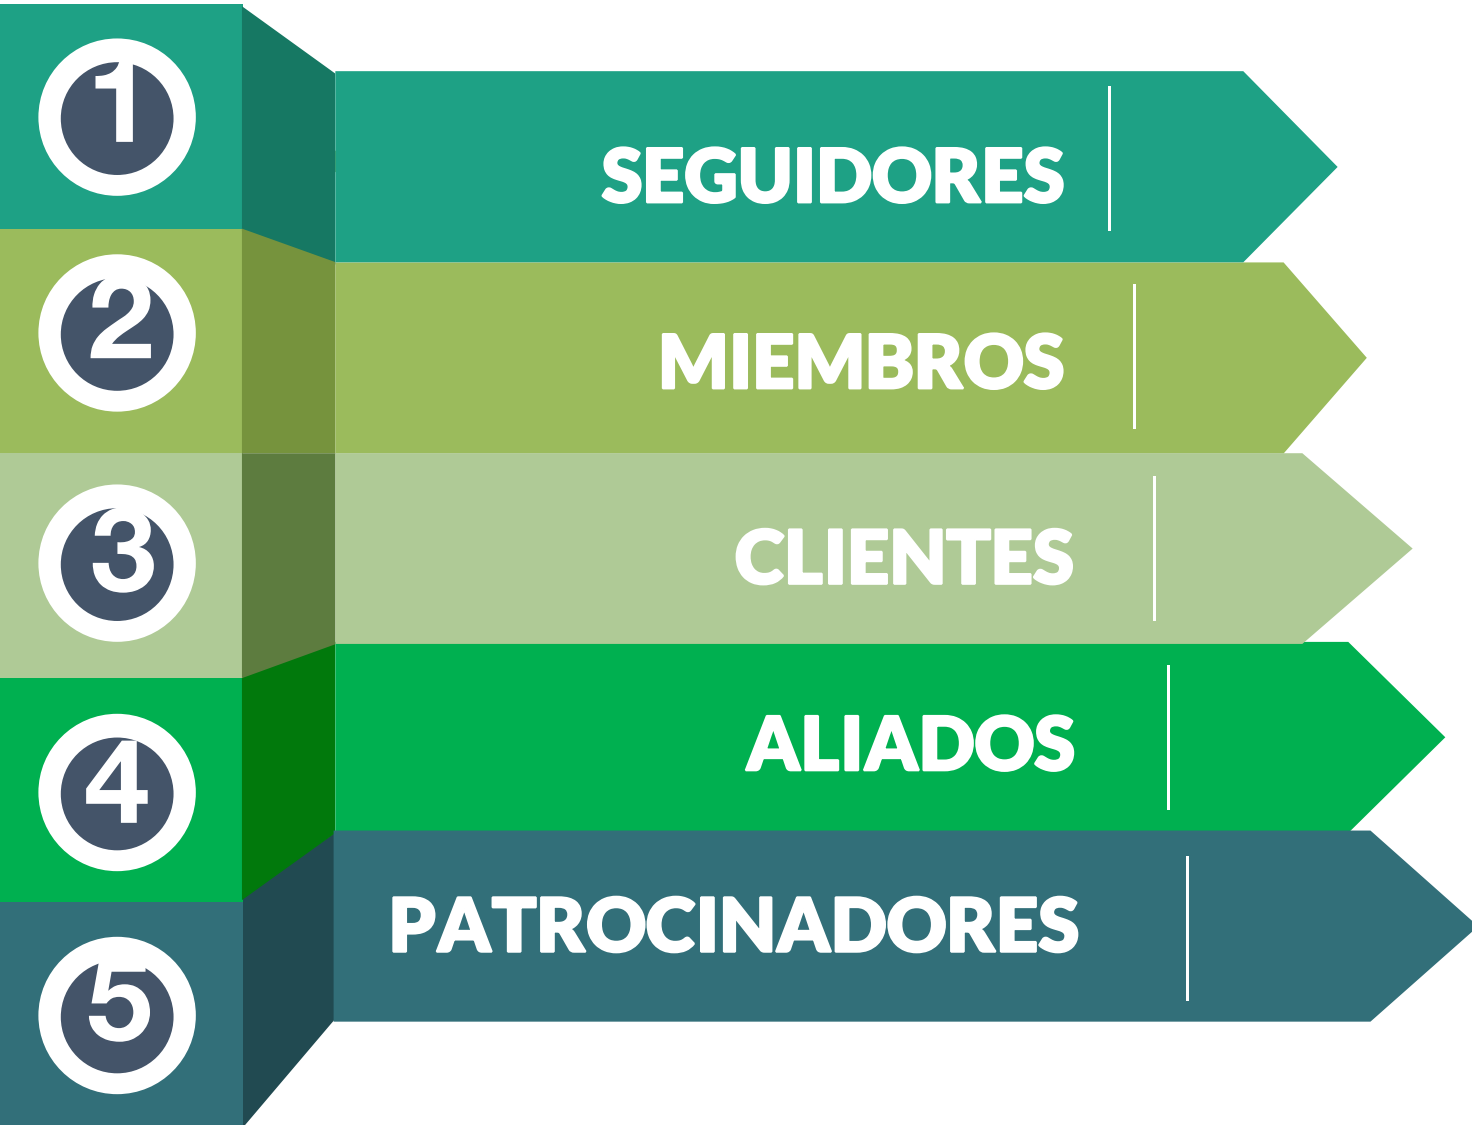 1
SEGUIDORES
2
MIEMBROS
3
CLIENTES
4
ALIADOS
5
PATROCINADORES